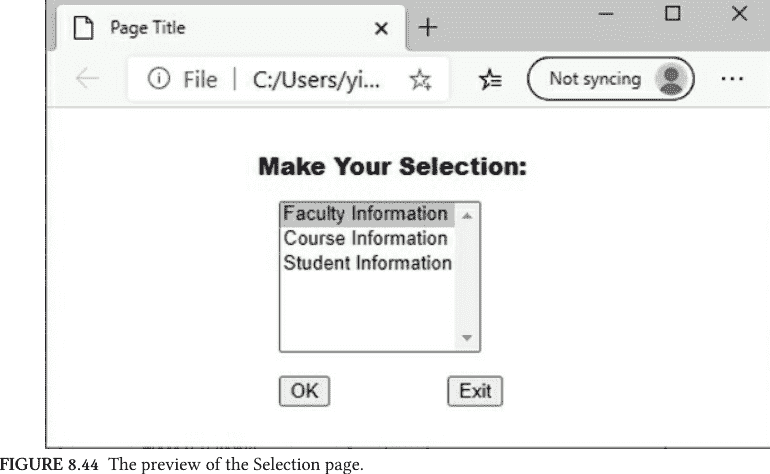 Page Title
File | C:/Users/yi... Not syncing
Make Your Selection:
Faculty Information
Course Information
Student Information
OK Exit
FIGURE 8.44 The preview of the Selection page.